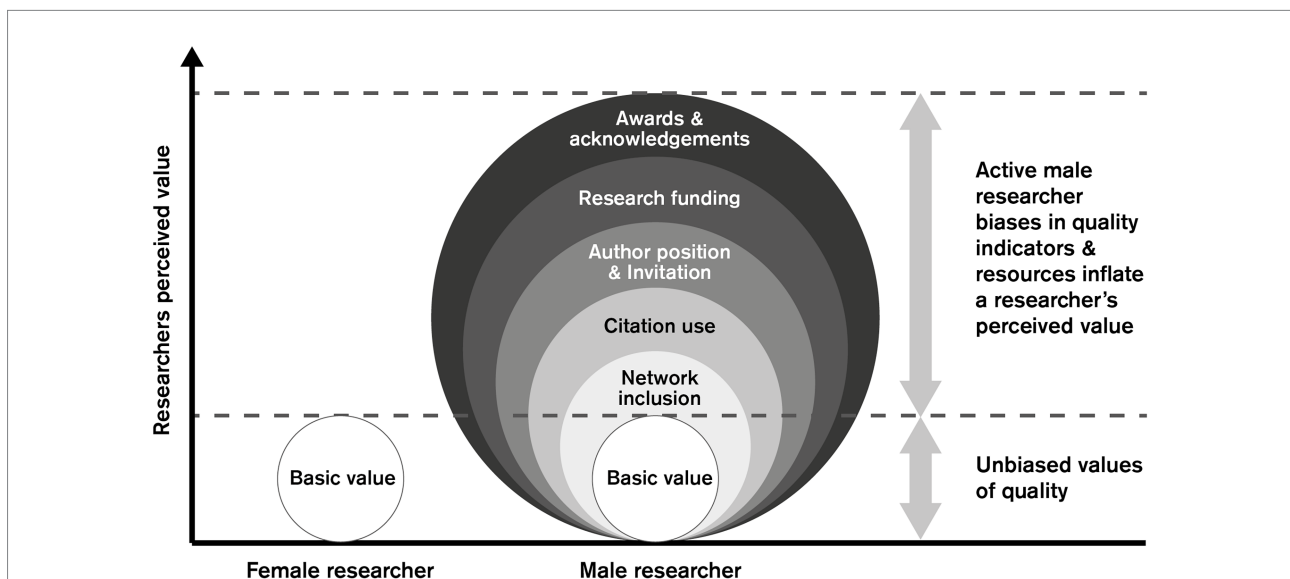 Researchers perceived value
Awards &
acknowledgements
Research funding
Author position
& Invitation
Citation use
Network
inclusion
Basic value
Basic value
Active male
researcher
biases in quality
indicators &
resources inflate
a researcher's
perceived value
Unbiased values
of quality
Female researcher
Male researcher